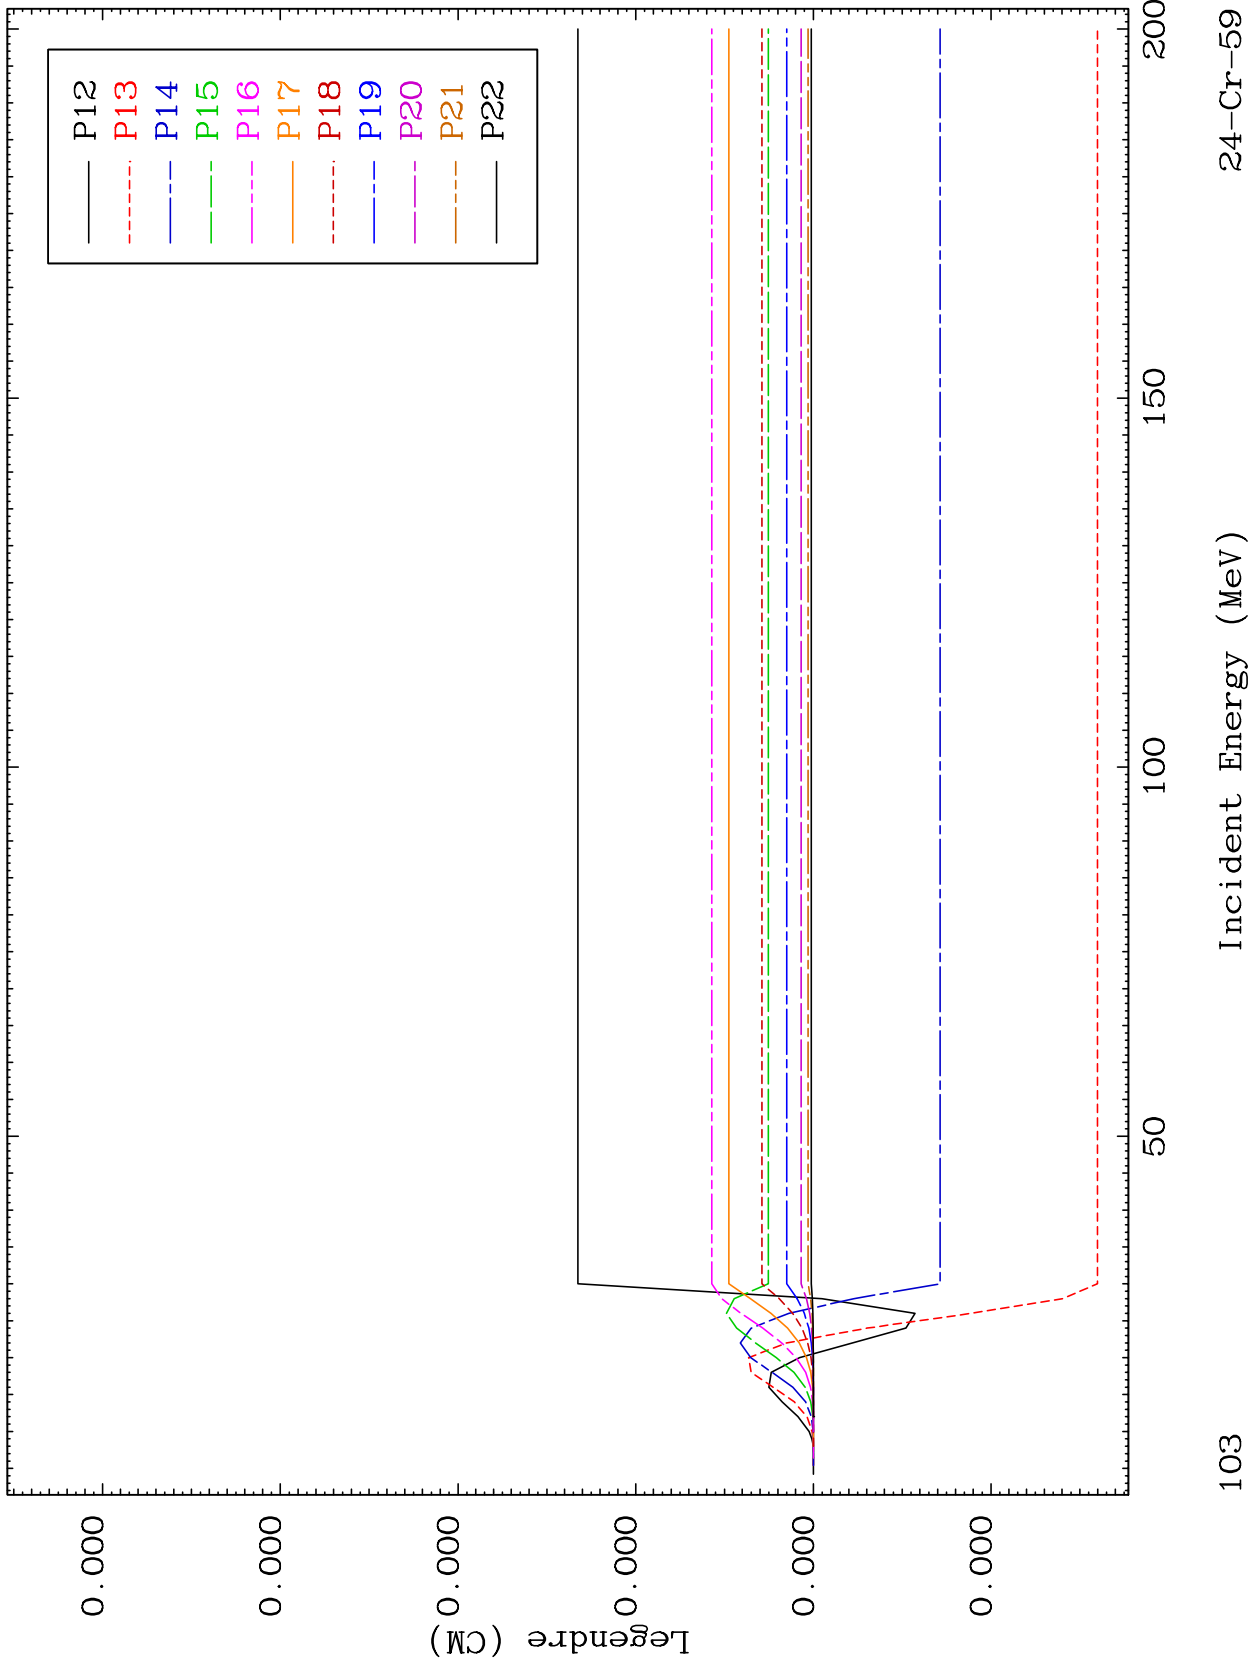 P12
P13
P14
P15
P16
P17
P18
P19
P20
P21
P22
Legendre (CM)
0.000
0.000
0.000
0.000
0.000
0.000
50
100
150
200
103
Incident Energy (MeV)
24-Cr-59